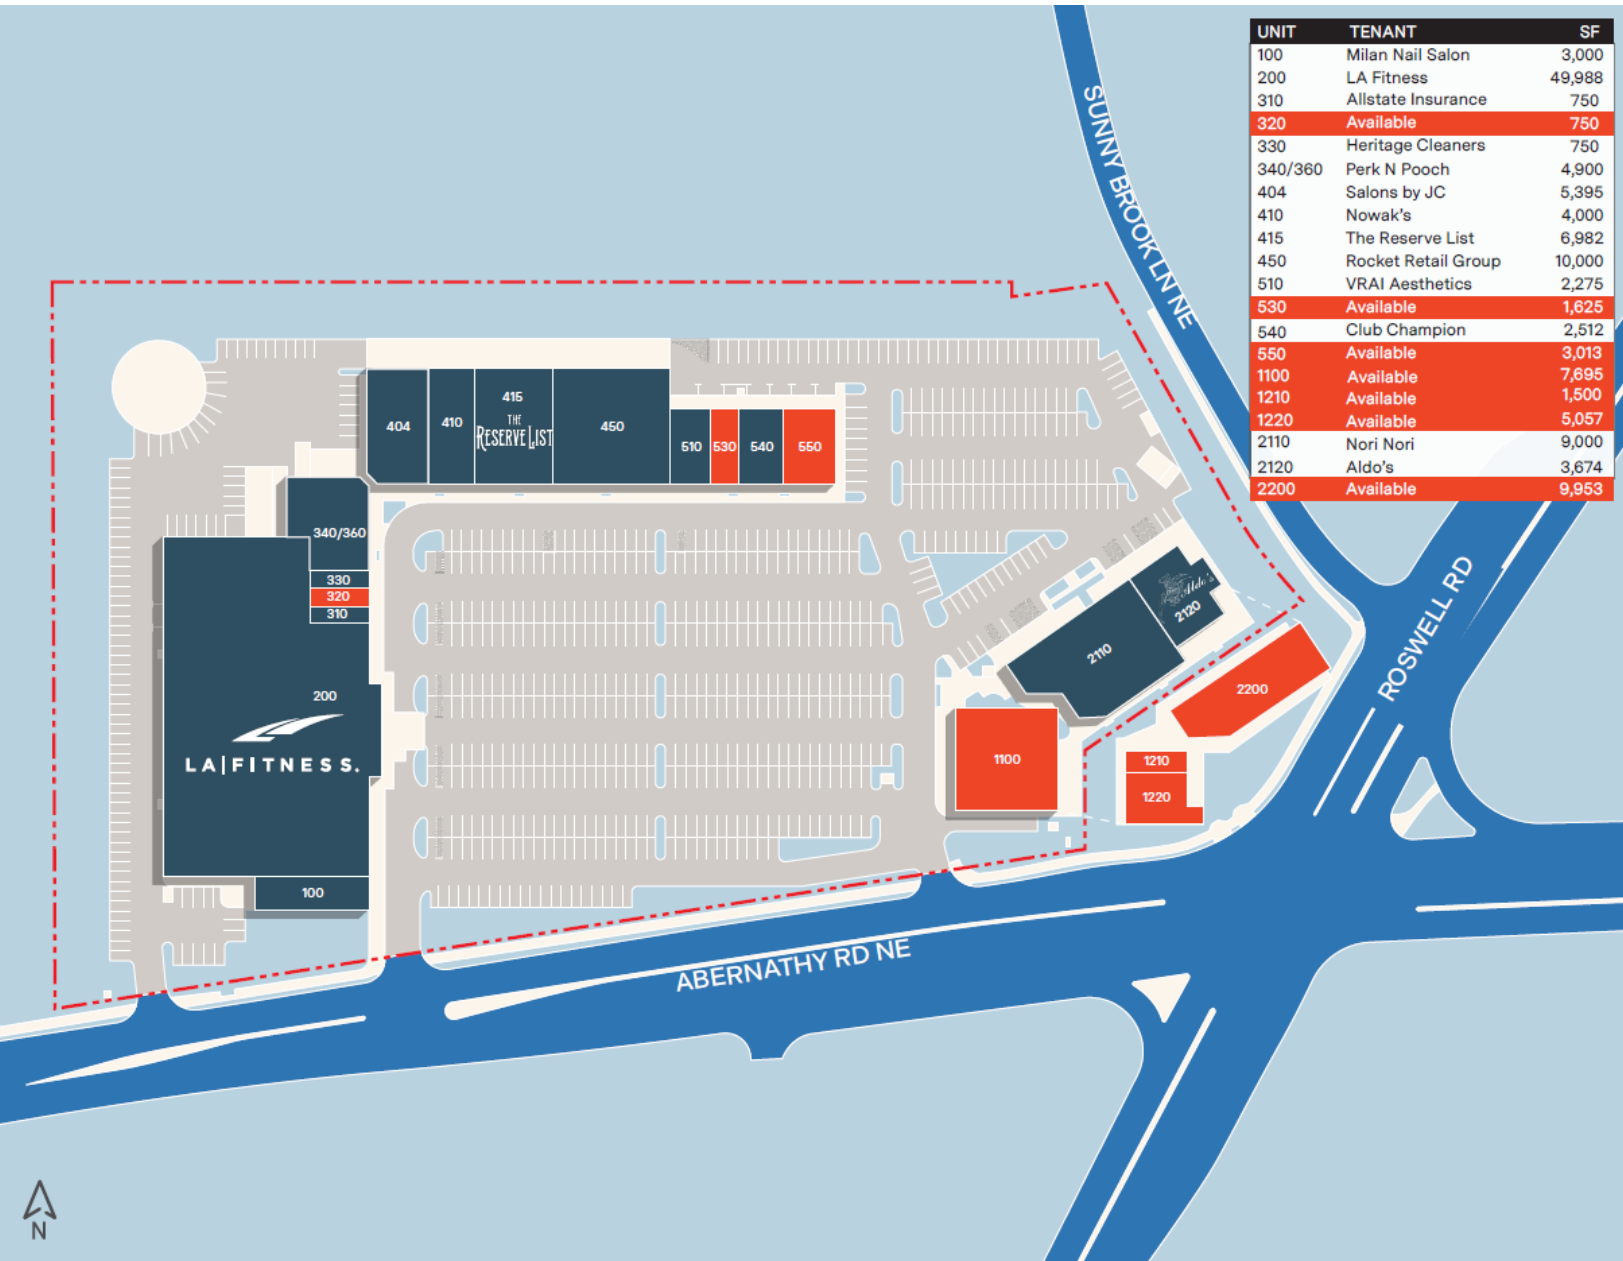 UNIT TENANT SF
100 Milan Nail Salon 3,000
200 LA Fitness 49,988
310 Allstate Insurance 750
320 Available 750
330 Heritage Cleaners 750
340/360 Perk N Pooch 4,900
404 Salons by JC 5,395
410 Nowak's 4,000
415 The Reserve List 6,982
450 Rocket Retail Group 10,000
510 VRAI Aesthetics 2,275
530 Available 1,625
540 Club Champion 2,512
550 Available 3,013
1100 Available 7,695
1210 Available 1,500
1220 Available 5,057
2110 Nori Nori 9,000
2120 Aldo's 3,674
2200 Available 9,953
SUNNY BROOK LN NE
404
410
415
THE
RESERVE LIST
450
510
530
540
550
340/360
330
320
310
200
LA|FITNESS.
100
Aldo's
2120
2110
2200
1100
1210
1220
ROSWELL RD
ABERNATHY RD NE
N